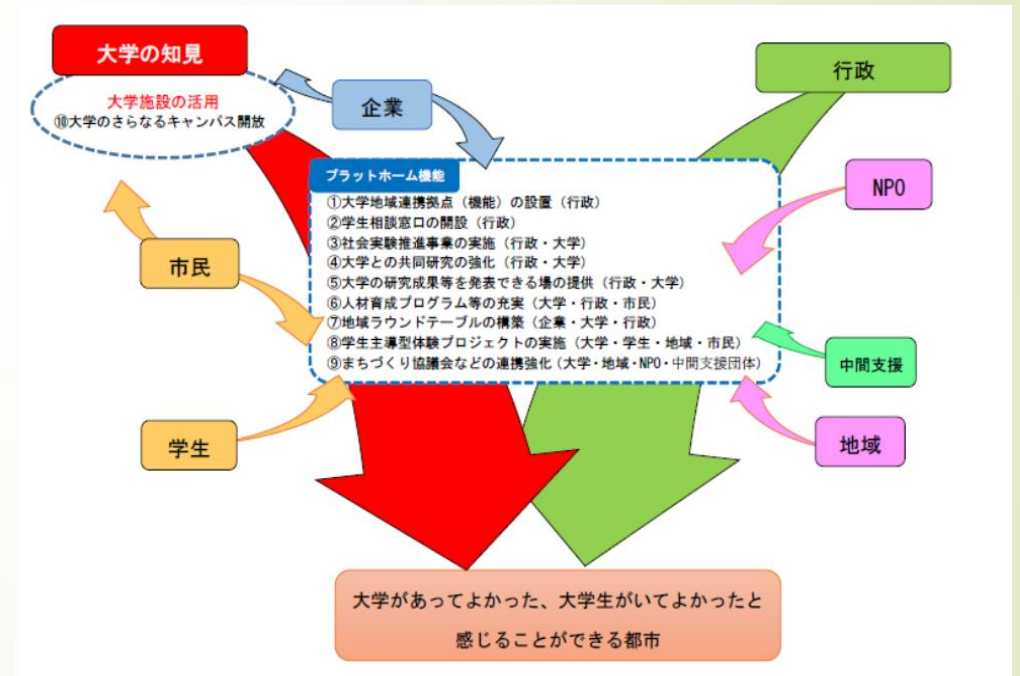 大学の知見
大学施設の活用
⑩大学のさらなるキャンパス開放
企業
行政
プラットホーム機能
①大学地域連携拠点（機能）の設置（行政）
②学生相談窓口の開設（行政）
③社会実験推進事業の実施（行政・大学）
④大学との共同研究の強化（行政・大学）
⑤大学の研究成果等を発表できる場の提供（行政・大学）
⑥人材育成プログラム等の充実（大学・行政・市民）
⑦地域ラウンドテーブルの構築（企業・大学・行政）
⑧学生主導型体験プロジェクトの実施（大学・学生・地域・市民）
⑨まちづくり協議会などの連携強化（大学・地域・NPO・中間支援団体）
NPO
市民
中間支援
学生
地域
大学があってよかった、大学生がいてよかったと
感じることができる都市